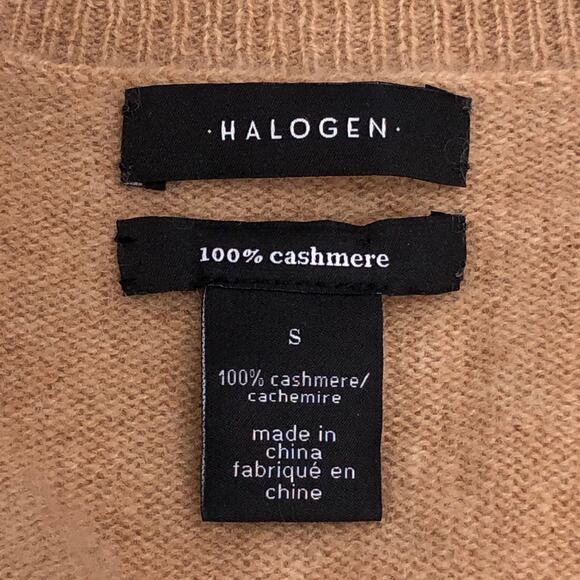 ·HALOGEN·
100% cashmere
S
100% cashmere/
cachemire
made in
china
fabriqué en
chine